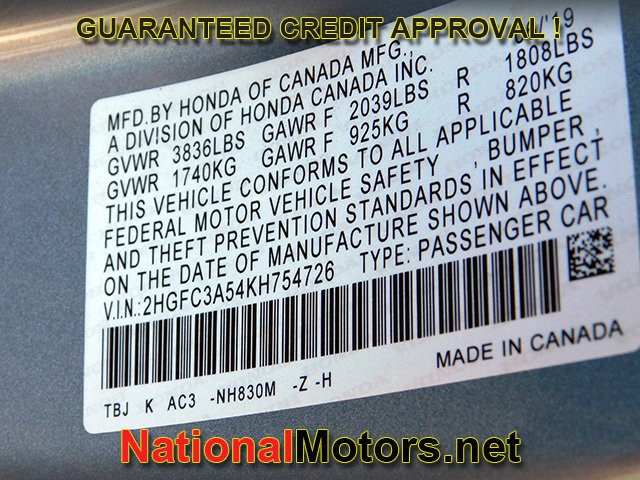 GUARANTEED CREDIT APPROVAL !
/19
MFD.BY HONDA OF CANADA MFG.,
A DIVISION OF HONDA CANADA INC.
GVWR 3836LBS GAWR F 2039LBS R 1808LBS
GVWR 1740KG GAWR F 925KG R 820KG
THIS VEHICLE CONFORMS TO ALL APPLICABLE
FEDERAL MOTOR VEHICLE SAFETY , BUMPER,
AND THEFT PREVENTION STANDARDS IN EFFECT
ON THE DATE OF MANUFACTURE SHOWN ABOVE.
V.I.N.:2HGFC3A54KH754726 TYPE: PASSENGER CAR
MADE IN CANADA
TBJ K AC3 -NH830M -Z -H
NationalMotors.net